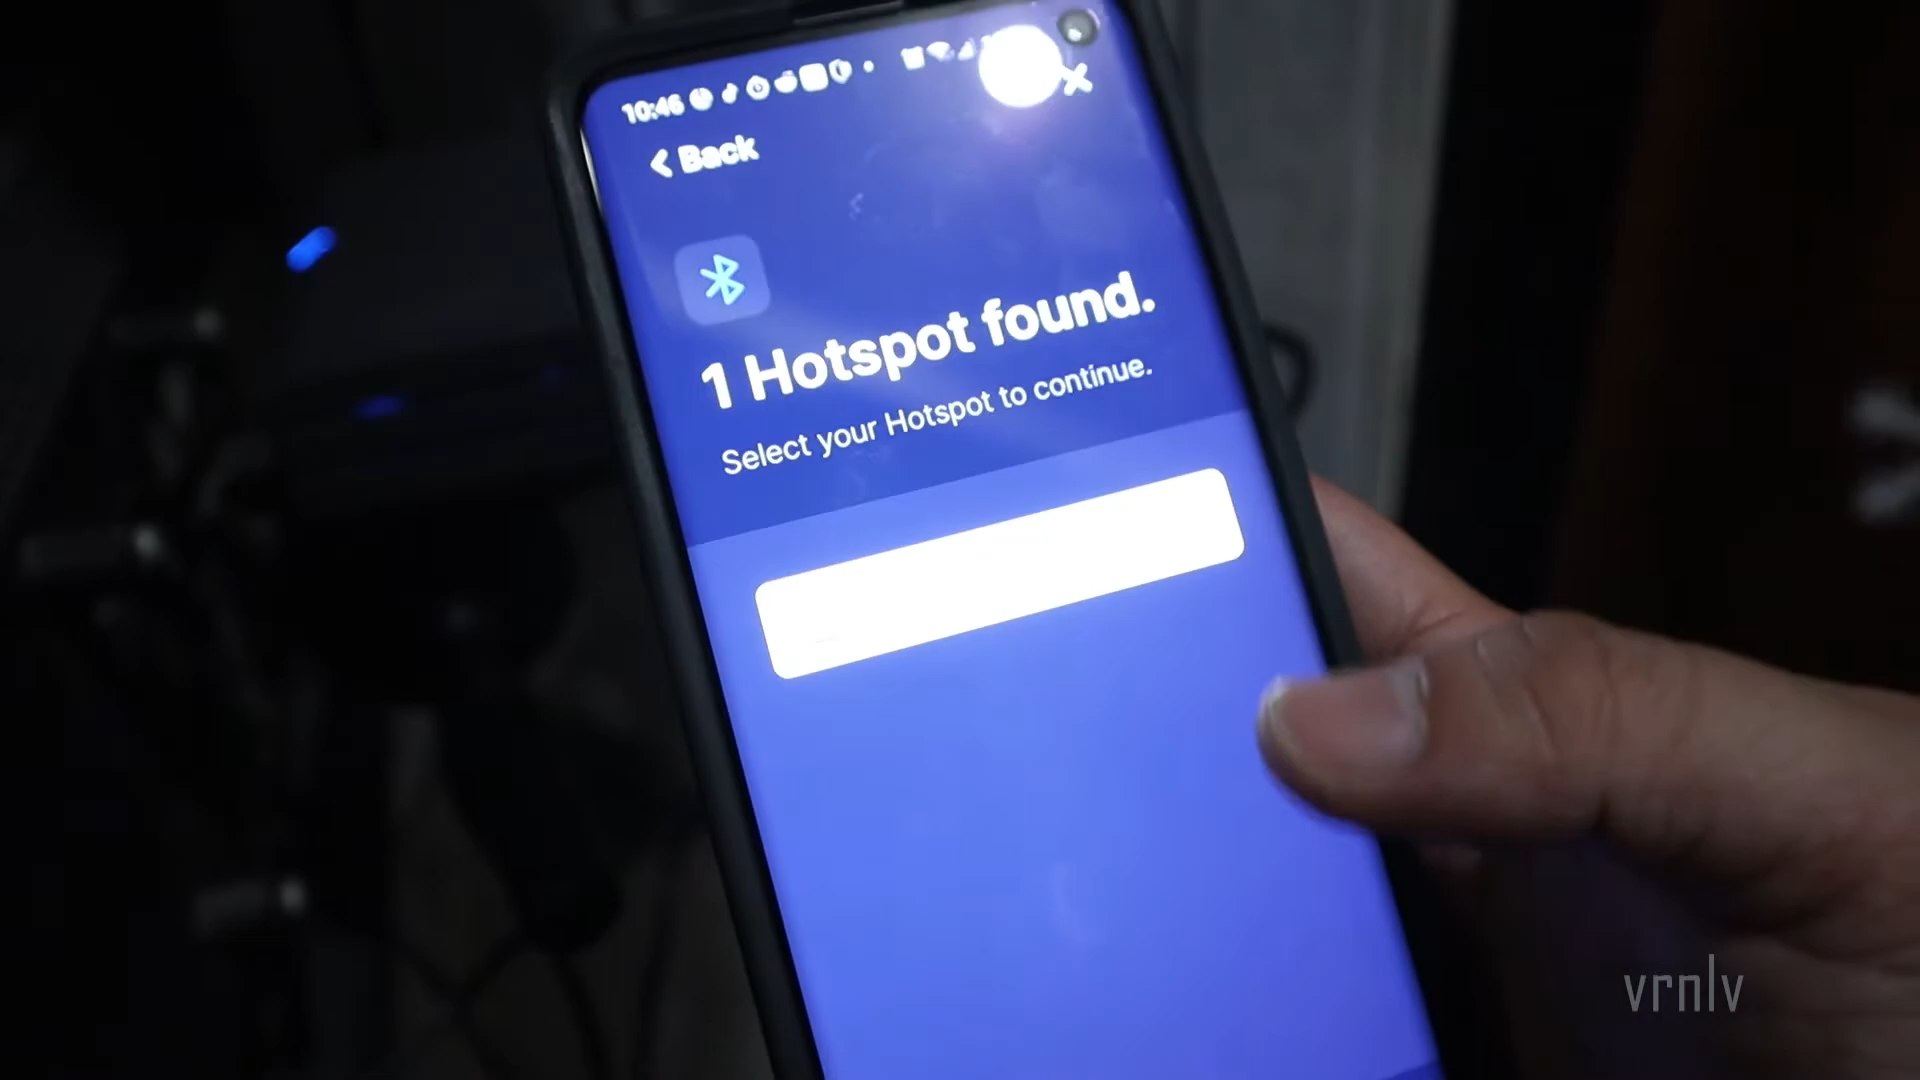 10:46
Back
1 Hotspot found.
Select your Hotspot to continue.
vrnlv